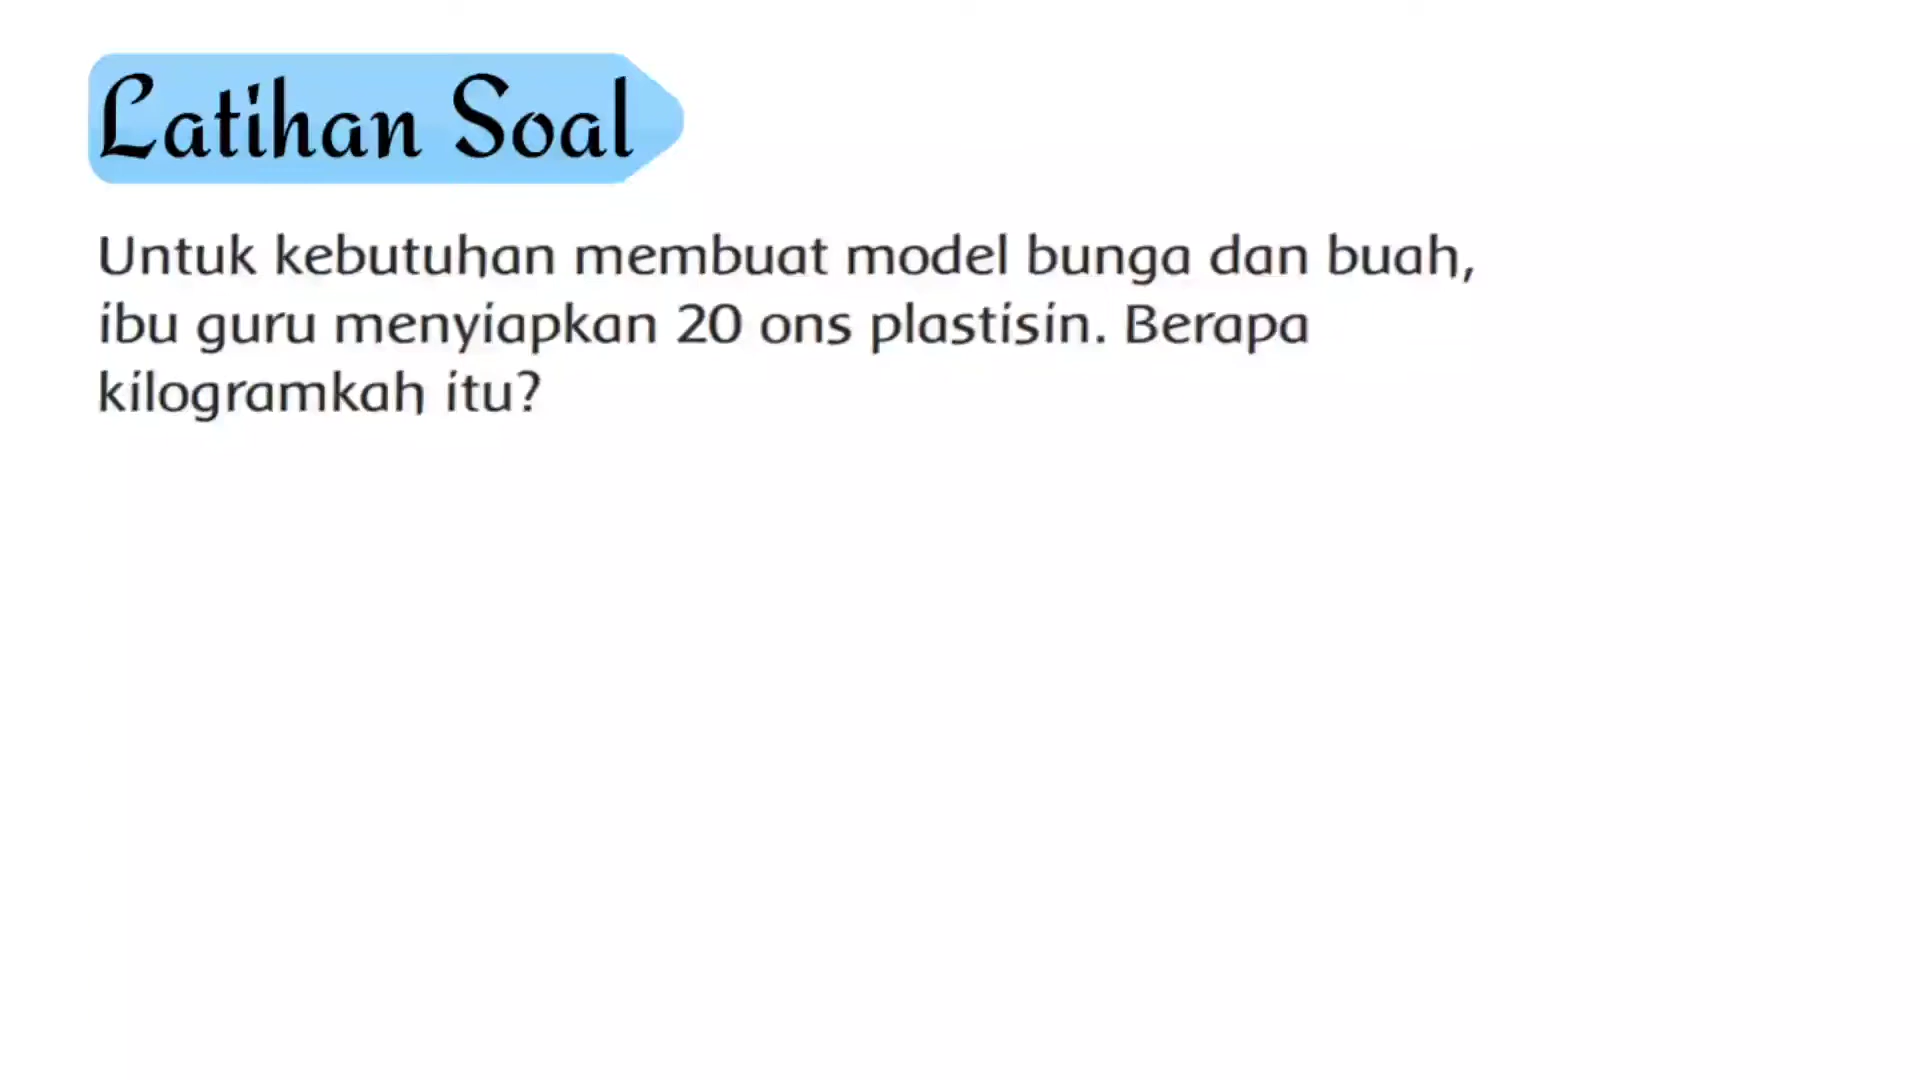 Latihan Soal
Untuk kebutuhan membuat model bunga dan buah,
ibu guru menyiapkan 20 ons plastisin. Berapa
kilogramkah itu?